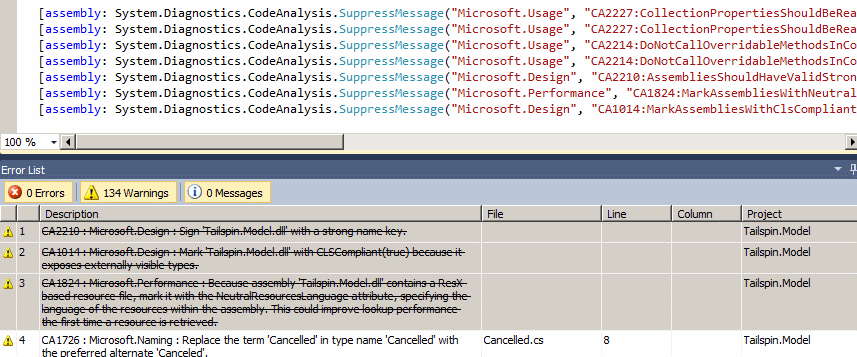 [assembly: System.Diagnostics.CodeAnalysis.SuppressMessage("Microsoft.Usage", "CA2227:CollectionPropertiesShouldBeRea
[assembly: System.Diagnostics.CodeAnalysis.SuppressMessage("Microsoft.Usage", "CA2227:CollectionPropertiesShouldBeRea
[assembly: System.Diagnostics.CodeAnalysis.SuppressMessage("Microsoft.Usage", "CA2214:DoNotCallOverridableMethodsInCo
[assembly: System.Diagnostics.CodeAnalysis.SuppressMessage("Microsoft.Usage", "CA2214:DoNotCallOverridableMethodsInCo
[assembly: System.Diagnostics.CodeAnalysis.SuppressMessage("Microsoft.Design", "CA2210:AssembliesShouldHaveValidStron
[assembly: System.Diagnostics.CodeAnalysis.SuppressMessage("Microsoft.Performance", "CA1824:MarkAssembliesWithNeutral
[assembly: System.Diagnostics.CodeAnalysis.SuppressMessage("Microsoft.Design", "CA1014:MarkAssembliesWithClsCompliant
100 %
Error List
0 Errors 134 Warnings 0 Messages
Description File Line Column Project
1 CA2210 : Microsoft.Design : Sign 'Tailspin.Model.dll' with a strong name key. Tailspin.Model
2 CA1014 : Microsoft.Design : Mark 'Tailspin.Model.dll' with CLSCompliant(true) because it Tailspin.Model
exposes externally visible types.
3 CA1824 : Microsoft.Performance : Because assembly 'Tailspin.Model.dll' contains a ResX- Tailspin.Model
based resource file, mark it with the NeutralResourcesLanguage attribute, specifying the
language of the resources within the assembly. This could improve lookup performance
the first time a resource is retrieved.
4 CA1726 : Microsoft.Naming : Replace the term 'Cancelled' in type name 'Cancelled' with Cancelled.cs 8 Tailspin.Model
the preferred alternate 'Canceled'.